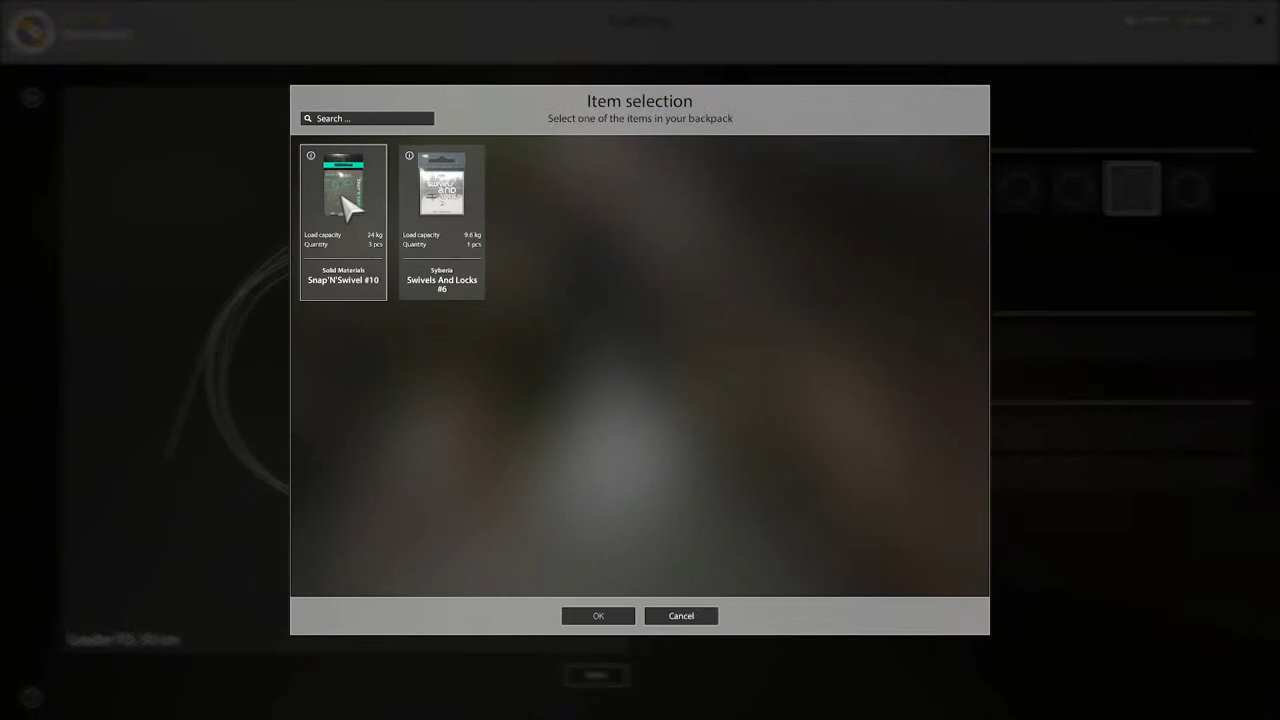 Item selection
Search ...
Select one of the items in your backpack
Load capacity 24 kg
Quantity 3 pcs
Solid Materials
Snap'N'Swivel #10
Swivels
AND
Load capacity 9.6 kg
Quantity 1 pcs
Syberia
Swivels And Locks
#6
OK
Cancel